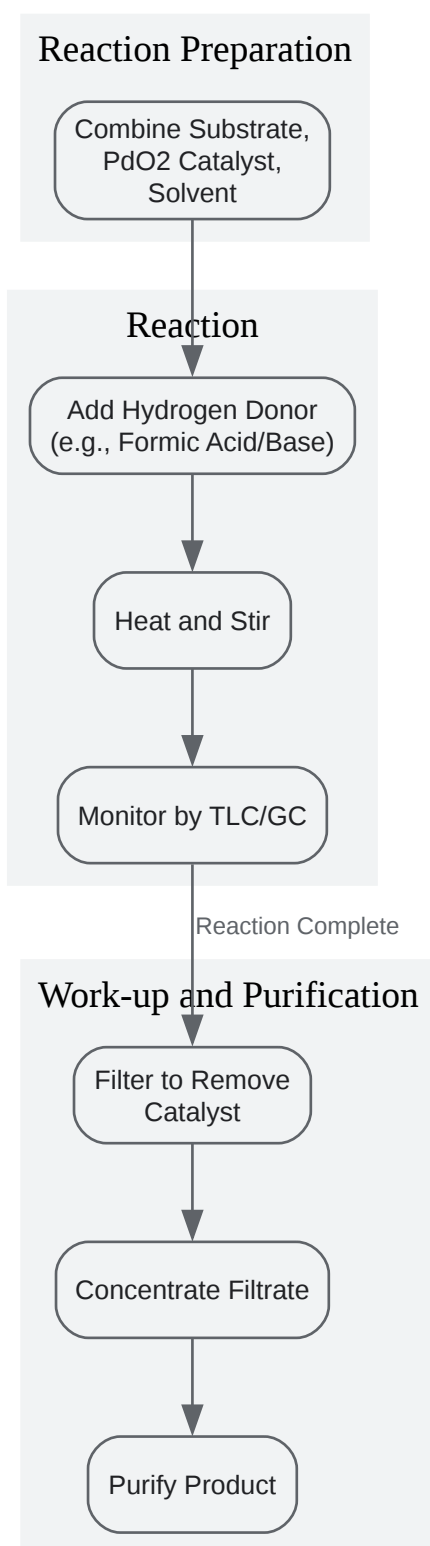 Reaction Preparation
Combine Substrate,
PdO2 Catalyst,
Solvent
Reaction
Add Hydrogen Donor
(e.g., Formic Acid/Base)
Heat and Stir
Monitor by TLC/GC
Reaction Complete
Work-up and Purification
Filter to Remove
Catalyst
Concentrate Filtrate
Purify Product